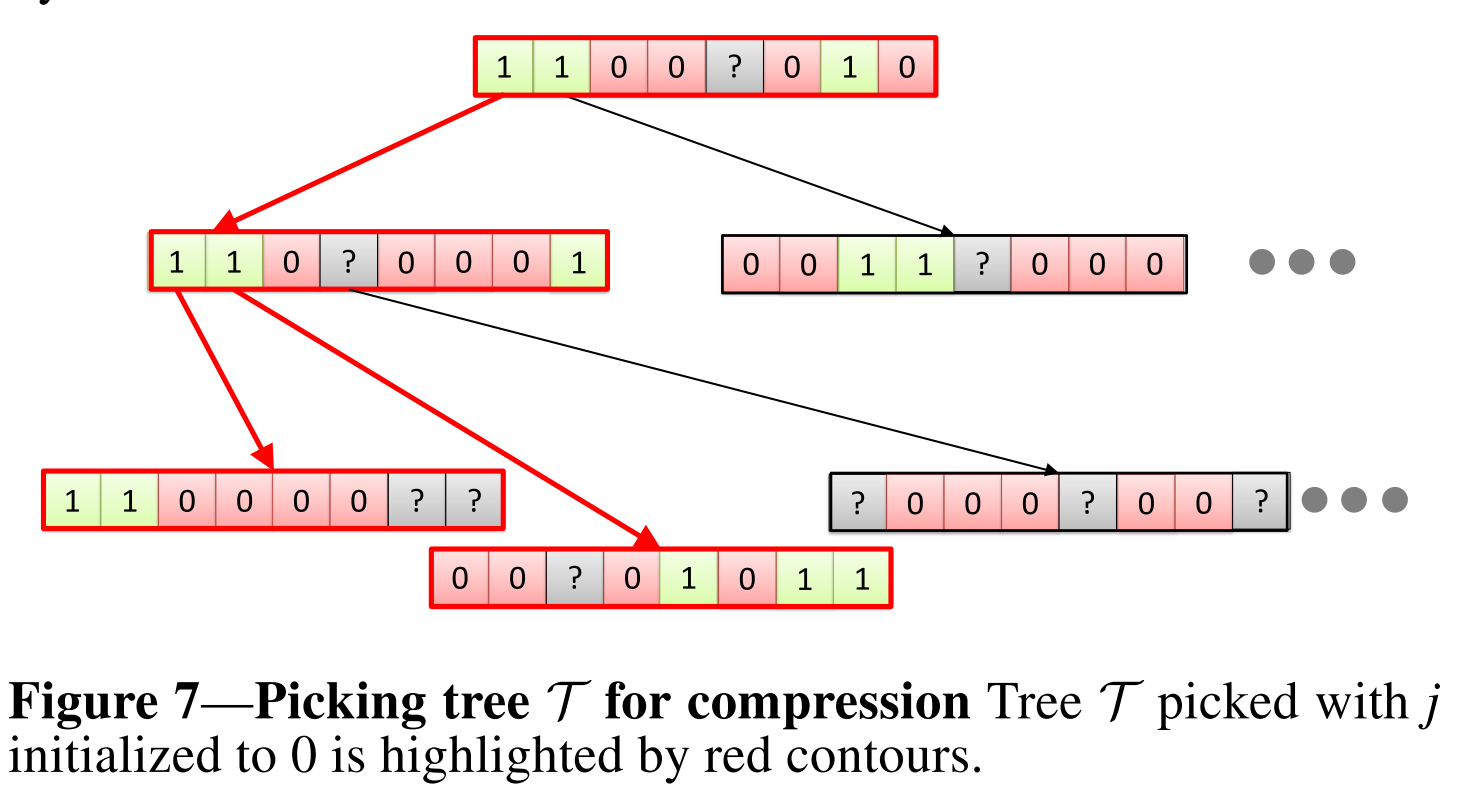 1 1 0 0 ? 0 1 0
1 1 0 ? 0 0 0 1
0 0 1 1 ? 0 0 0
1 1 0 0 0 0 ? ?
? 0 0 0 ? 0 0 ?
0 0 ? 0 1 0 1 1
Figure 7—Picking tree 𝒯 for compression Tree 𝒯 picked with j
initialized to 0 is highlighted by red contours.